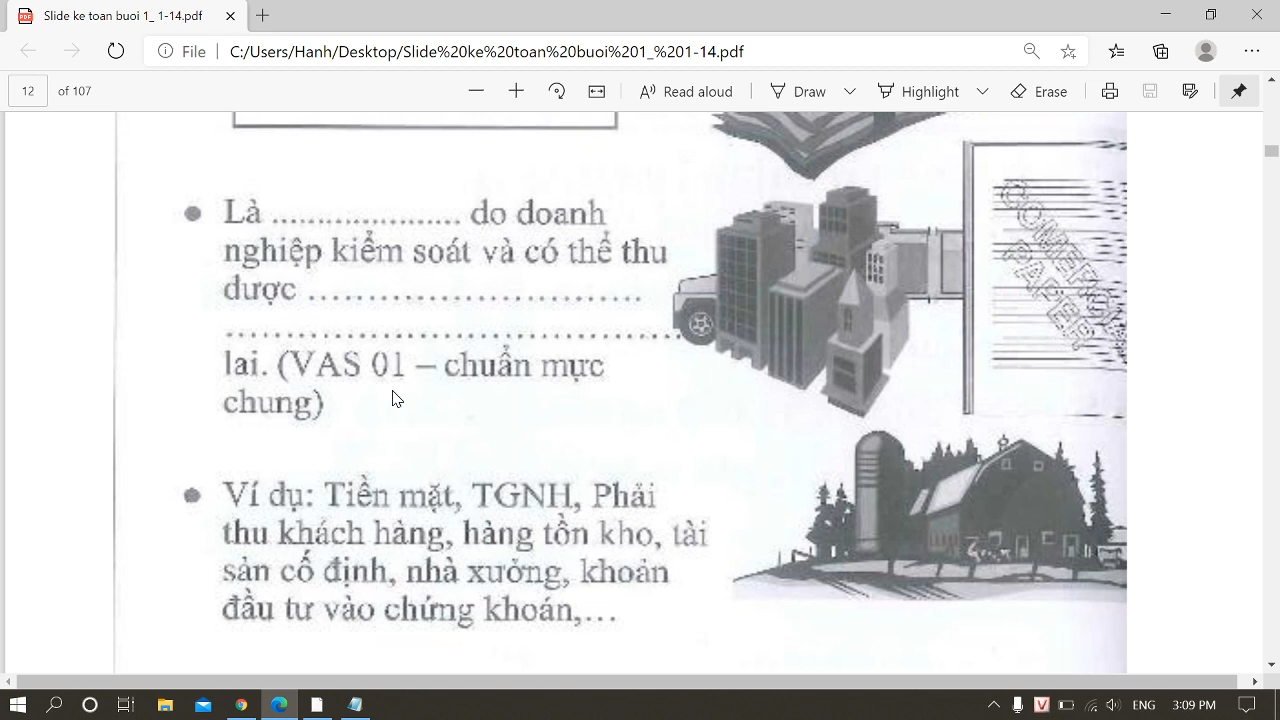 Slide ke toan buoi 1_ 1-14.pdf
File C:/Users/Hanh/Desktop/Slide%20ke%20toan%20buoi%201_%201-14.pdf
12 of 107 Read aloud Draw Highlight Erase
Là .................... do doanh
nghiệp kiểm soát và có thể thu
được ..................................
..............................................
lai. (VAS 01 – chuẩn mực
chung)
COMMERCIAL
PAPER
Ví dụ: Tiền mặt, TGNH, Phải
thu khách hàng, hàng tồn kho, tài
sản cố định, nhà xưởng, khoản
đầu tư vào chứng khoán,...
V ENG 3:09 PM